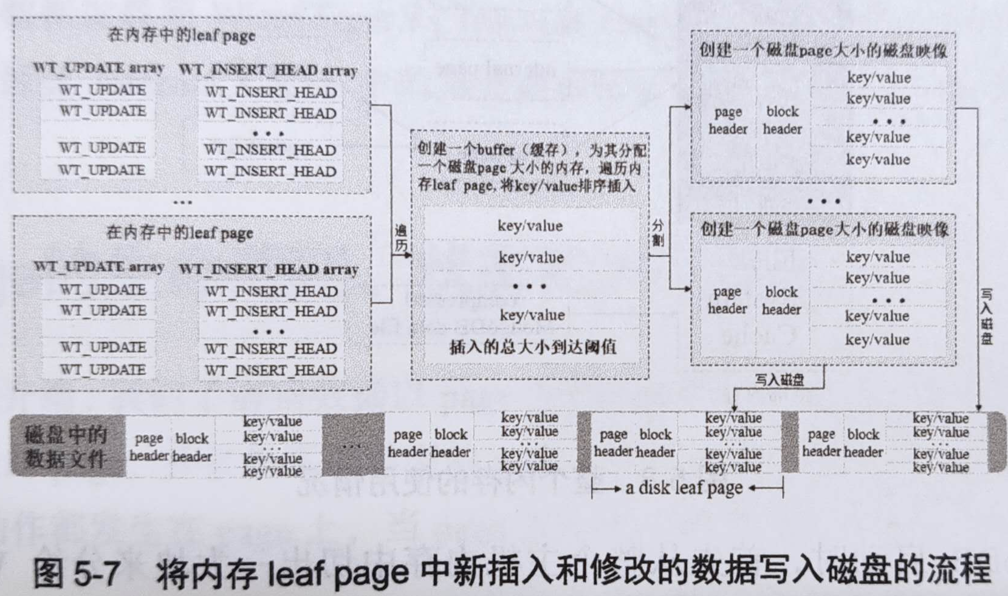 在内存中的leaf page
WT_UPDATE array WT_INSERT_HEAD array
WT_UPDATE WT_INSERT_HEAD
WT_UPDATE WT_INSERT_HEAD
•••
WT_UPDATE WT_INSERT_HEAD
WT_UPDATE WT_INSERT_HEAD
•••
在内存中的leaf page
WT_UPDATE array WT_INSERT_HEAD array
WT_UPDATE WT_INSERT_HEAD
WT_UPDATE WT_INSERT_HEAD
•••
WT_UPDATE WT_INSERT_HEAD
WT_UPDATE WT_INSERT_HEAD
遍历
创建一个buffer（缓存），为其分配
一个磁盘page 大小的内存，遍历内
存leaf page,将key/value排序插入
key/value
key/value
•••
key/value
插入的总大小到达阈值
分割
创建一个磁盘page大小的磁盘映像
page header
block header
key/value
key/value
•••
key/value
key/value
•••
创建一个磁盘page大小的磁盘映像
page header
block header
key/value
key/value
•••
key/value
key/value
写入磁盘
写入磁盘
磁盘中的
数据文件
page header
block header
key/value
key/value
key/value
key/value
...
page header
block header
key/value
key/value
...
key/value
key/value
page header
block header
key/value
key/value
key/value
key/value
page header
block header
key/value
key/value
key/value
key/value
a disk leaf page
图 5-7 将内存 leaf page 中新插入和修改的数据写入磁盘的流程